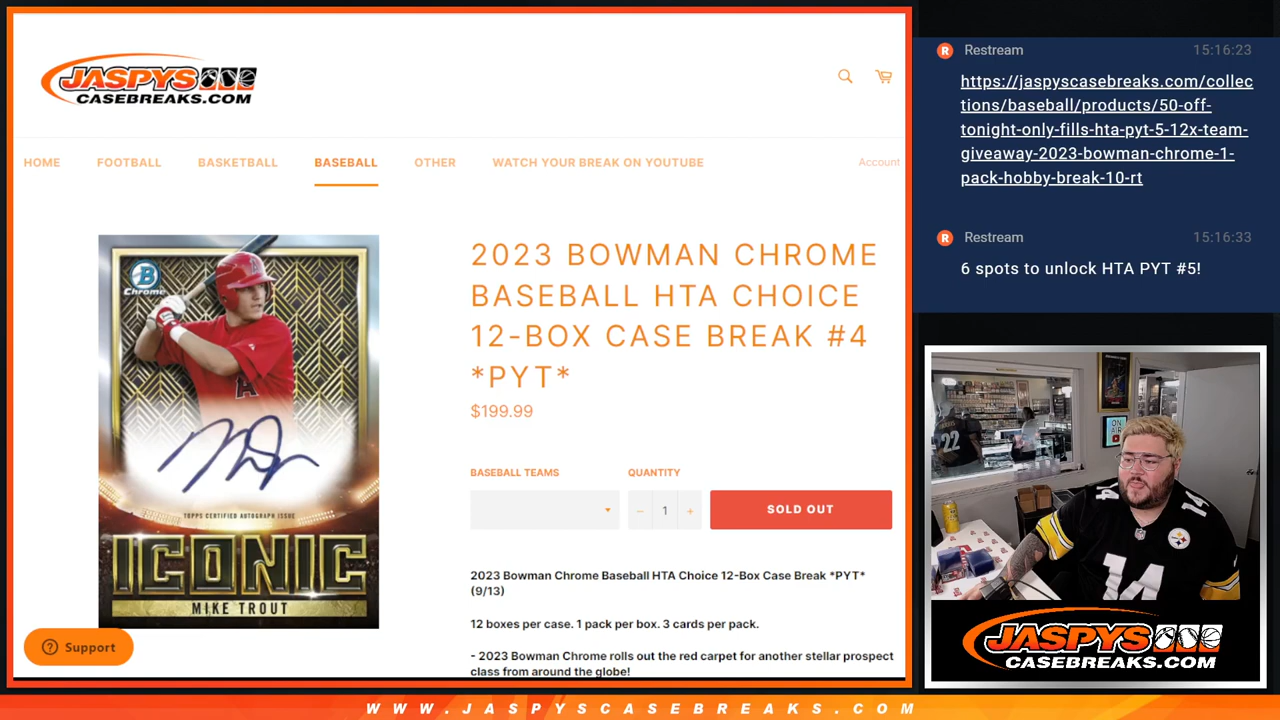 JASPYS
CASEBREAKS.COM
HOME
FOOTBALL
BASKETBALL
BASEBALL
OTHER
WATCH YOUR BREAK ON YOUTUBE
Account
B
Chrome
A
TOPPS CERTIFIED AUTOGRAPH ISSUE
ICONIC
MIKE TROUT
Support
2023 BOWMAN CHROME
BASEBALL HTA CHOICE
12-BOX CASE BREAK #4
*PYT*
$199.99
BASEBALL TEAMS
QUANTITY
− 1 +
SOLD OUT
2023 Bowman Chrome Baseball HTA Choice 12-Box Case Break *PYT*
(9/13)
12 boxes per case. 1 pack per box. 3 cards per pack.
- 2023 Bowman Chrome rolls out the red carpet for another stellar prospect
class from around the globe!
R Restream 15:16:23
https://jaspyscasebreaks.com/collec
tions/baseball/products/50-off-
tonight-only-fills-hta-pyt-5-12x-team-
giveaway-2023-bowman-chrome-1-
pack-hobby-break-10-rt
R Restream 15:16:33
6 spots to unlock HTA PYT #5!
22
ON
AIR
14
14
14
JASPYS
CASEBREAKS.COM
WWW.JASPYSCASEBREAKS.COM